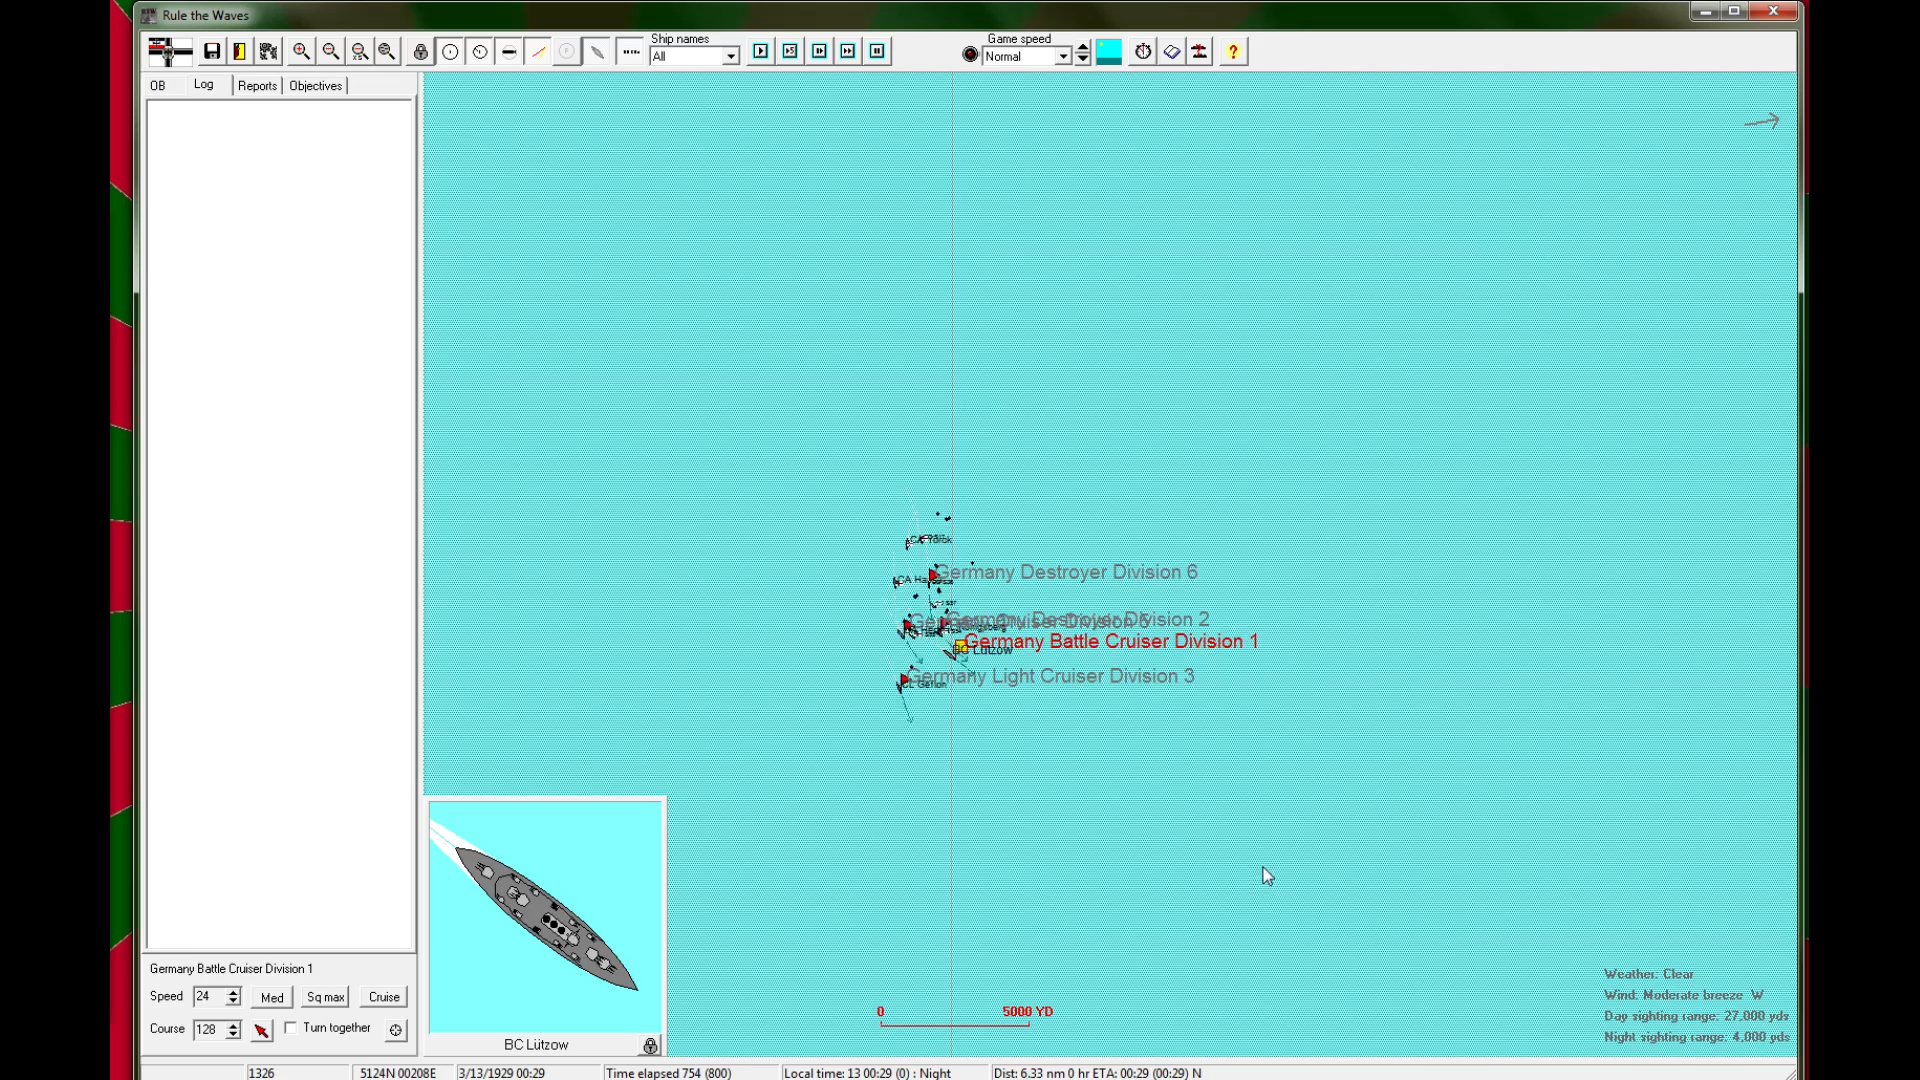 Rule the Waves
Ship names
All
Game speed
Normal
?
OB
Log
Reports
Objectives
Germany Destroyer Division 6
Germany Destroyer Division 2
Germany Battle Cruiser Division 1
BC Lützow
Germany Light Cruiser Division 3
CL Gefion
Weather: Clear
Wind: Moderate breeze W
Day sighting range: 27,000 yds
Night sighting range: 4,000 yds
0 5000 YD
Germany Battle Cruiser Division 1
Speed 24 Med Sq max Cruise
Course 128 Turn together
BC Lützow
1326 5124N 00208E 3/13/1929 00:29 Time elapsed 754 (800) Local time: 13 00:29 (0) : Night Dist: 6.33 nm 0 hr ETA: 00:29 (00:29) N